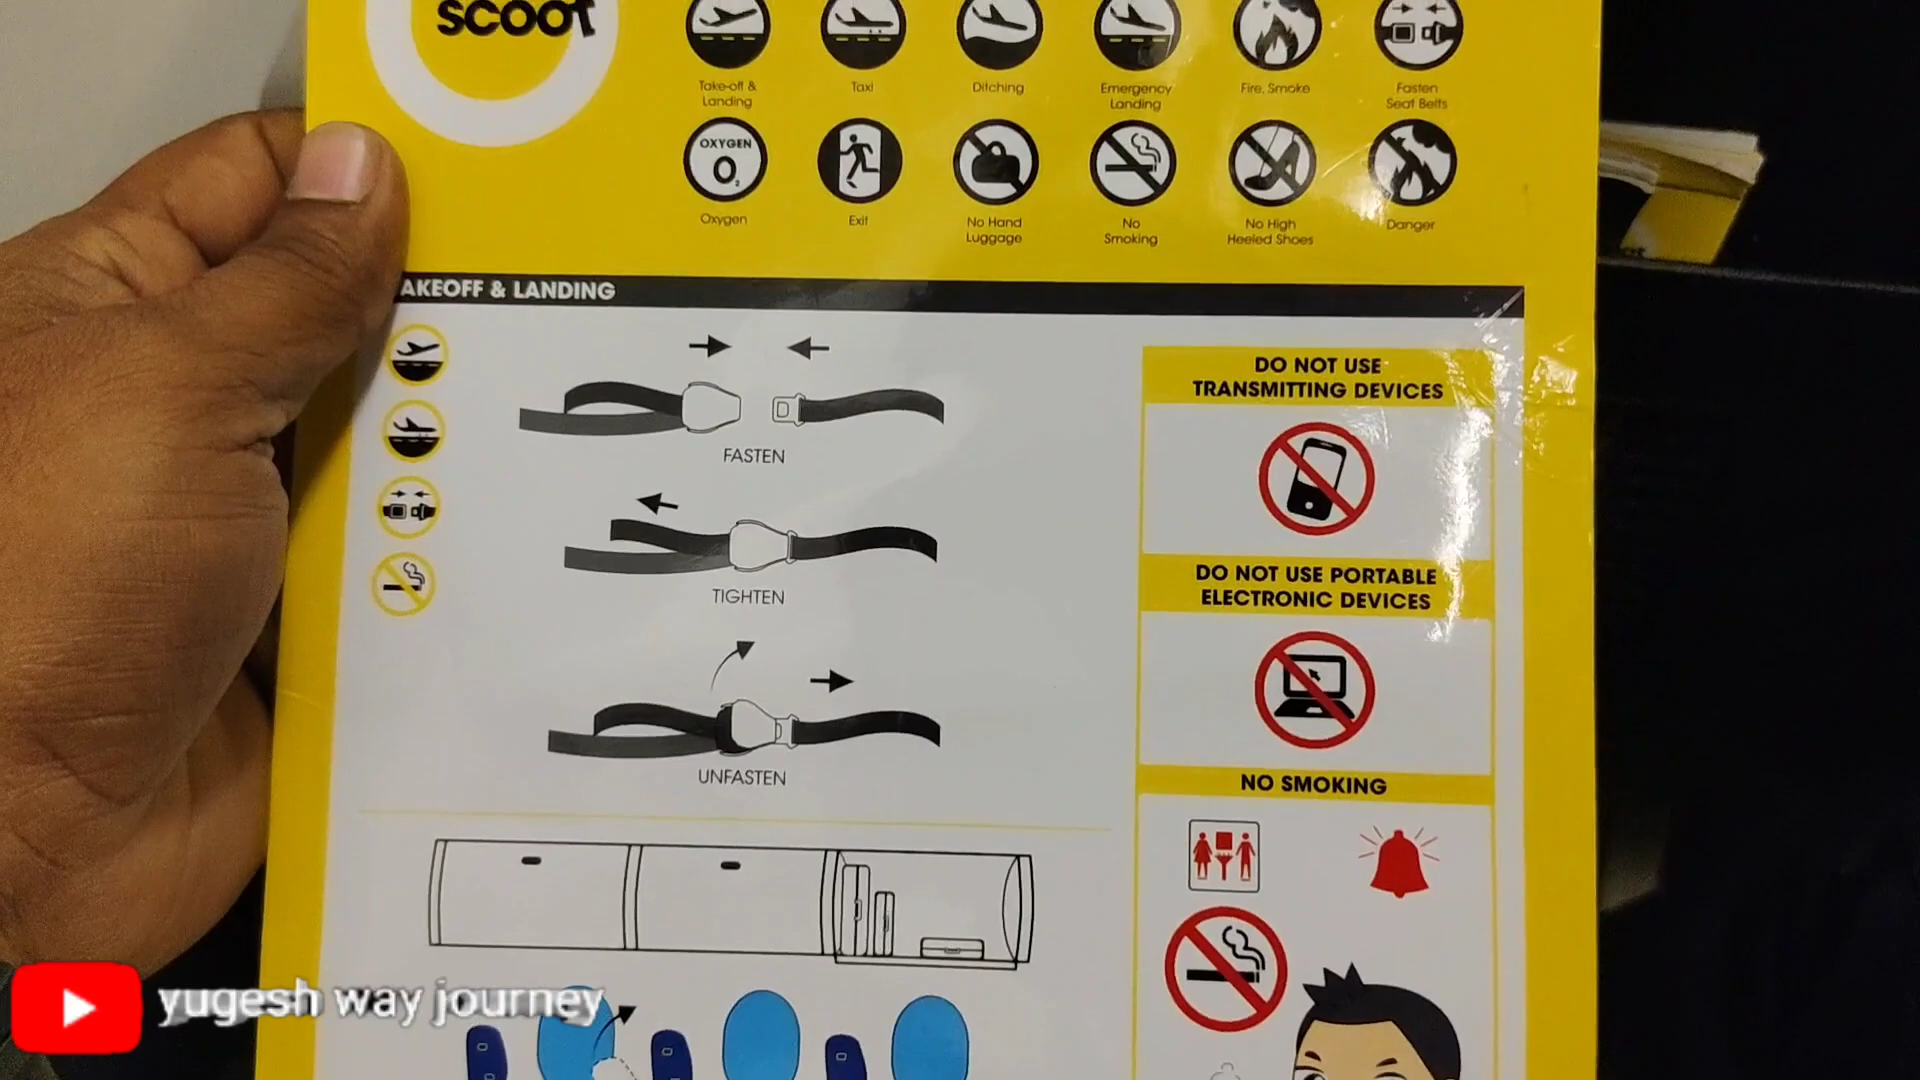 scoot
Take-off &
Landing
Taxi
Ditching
Emergency
Landing
Fire, Smoke
Fasten
Seat Belts
OXYGEN
O2
Oxygen
Exit
No Hand
Luggage
No
Smoking
No High
Heeled Shoes
Danger
AKEOFF & LANDING
FASTEN
TIGHTEN
UNFASTEN
DO NOT USE
TRANSMITTING DEVICES
DO NOT USE PORTABLE
ELECTRONIC DEVICES
NO SMOKING
yugesh way journey